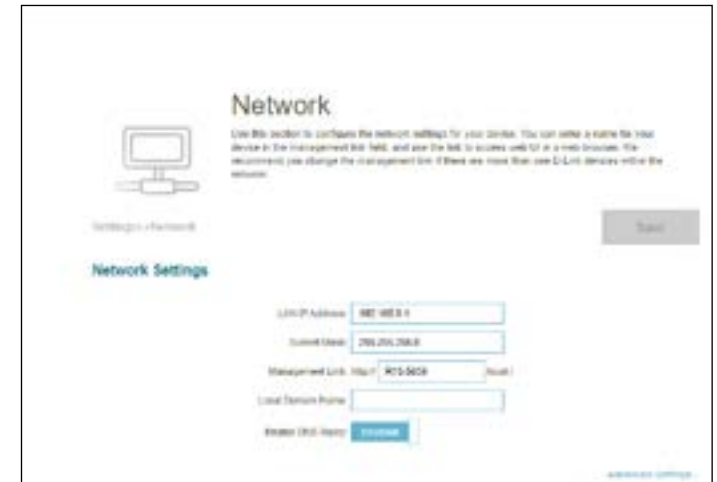 Network
Use this section to configure the network settings for your device. You can enter a name for your
device in the management link field, and use the link to access web UI in a web browser. We
recommend you change the management link if there are more than one D-Link devices within the
network.
Settings>>Network
Save
Network Settings
LAN IP Address:
Subnet Mask: 255.255.255.0
Management Link: http://
.local/
Local Domain Name:
Enable DNS Relay: Enabled
Advanced Settings...